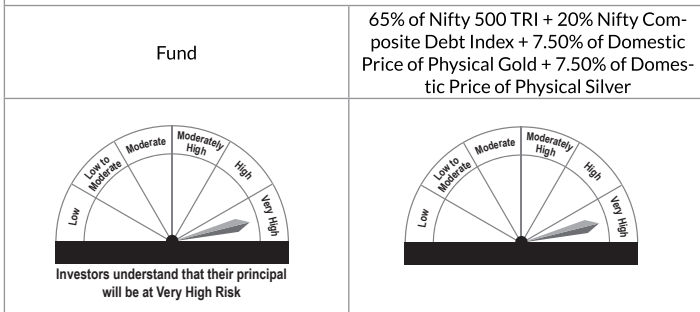 Fund
65% of Nifty 500 TRI + 20% Nifty Com-
posite Debt Index + 7.50% of Domestic
Price of Physical Gold + 7.50% of Domes-
tic Price of Physical Silver
Low
Low to
Moderate
Moderate
Moderately
High
High
Very High
Investors understand that their principal
will be at Very High Risk
Low
Low to
Moderate
Moderate
Moderately
High
High
Very High